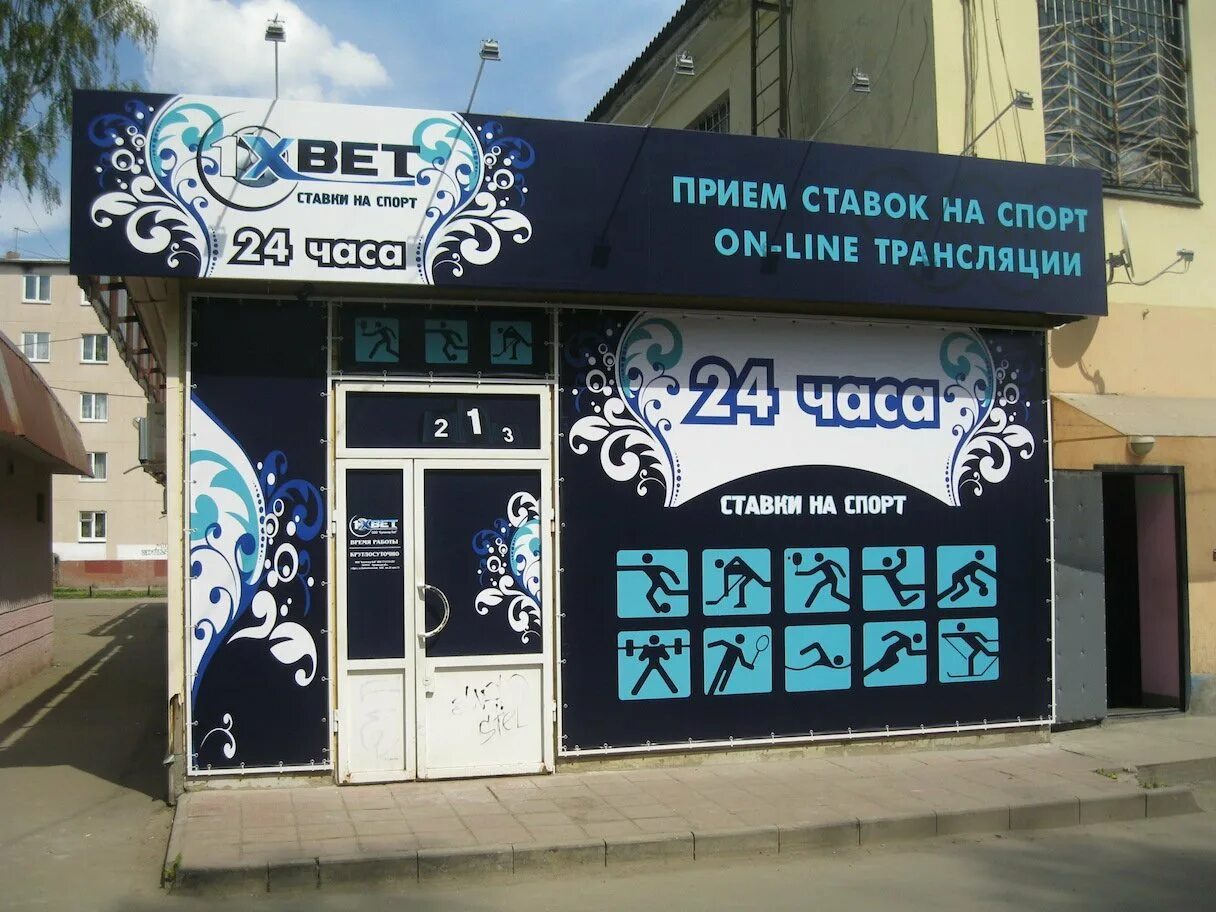 1XBET
СТАВКИ НА СПОРТ
24 часа
ПРИЕМ СТАВОК НА СПОРТ
ON-LINE ТРАНСЛЯЦИИ
2 1 3
24 часа
СТАВКИ НА СПОРТ
1XBET
ВРЕМЯ РАБОТЫ
КРУГЛОСУТОЧНО